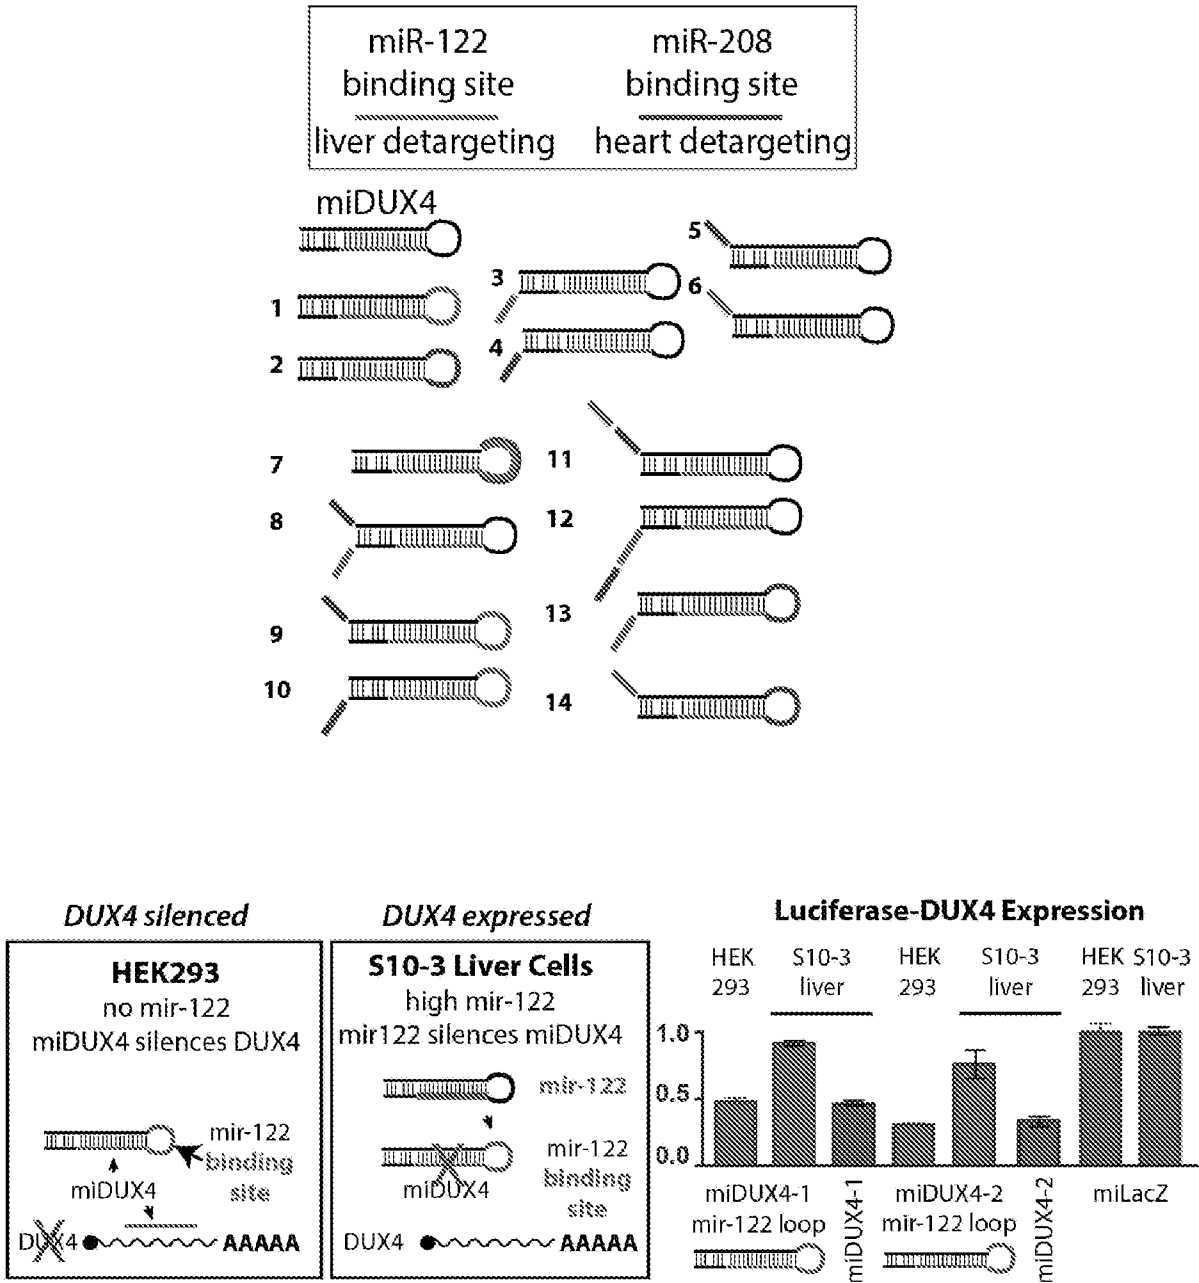 miR-122
binding site
liver detargeting
miR-208
binding site
heart detargeting
miDUX4
1
2
3
4
5
6
7
8
9
10
11
12
13
14
DUX4 silenced
HEK293
no mir-122
miDUX4 silences DUX4
mir-122
binding
site
miDUX4
DUX4
AAAAA
DUX4 expressed
S10-3 Liver Cells
high mir-122
mir122 silences miDUX4
mir-122
mir-122
binding
site
miDUX4
DUX4
AAAAA
Luciferase-DUX4 Expression
HEK
293
S10-3
liver
HEK
293
S10-3
liver
HEK
293
S10-3
liver
1.0
0.5
0.0
miDUX4-1
mir-122 loop
miDUX4-1
miDUX4-2
mir-122 loop
miDUX4-2
miLacZ